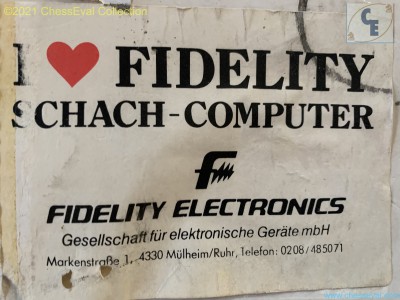 ©2021 ChessEval Collection
CE
I ♥ FIDELITY
SCHACH-COMPUTER
FIDELITY ELECTRONICS
Gesellschaft für elektronische Geräte mbH
Markenstraße 1, 4330 Mülheim/Ruhr, Telefon: 0208/485071